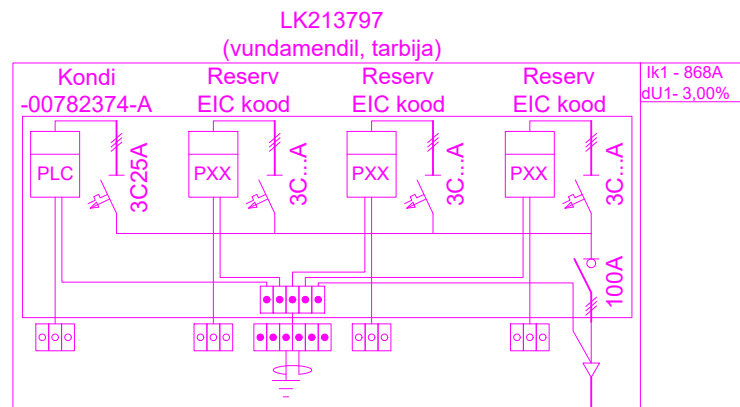 LK213797
(vundamendil, tarbija)
Kondi
-00782374-A
Reserv
EIC kood
Reserv
EIC kood
Reserv
EIC kood
Ik1 - 868A
dU1- 3,00%
PLC
3C25A
PXX
3C...A
PXX
3C...A
PXX
3C...A
100A